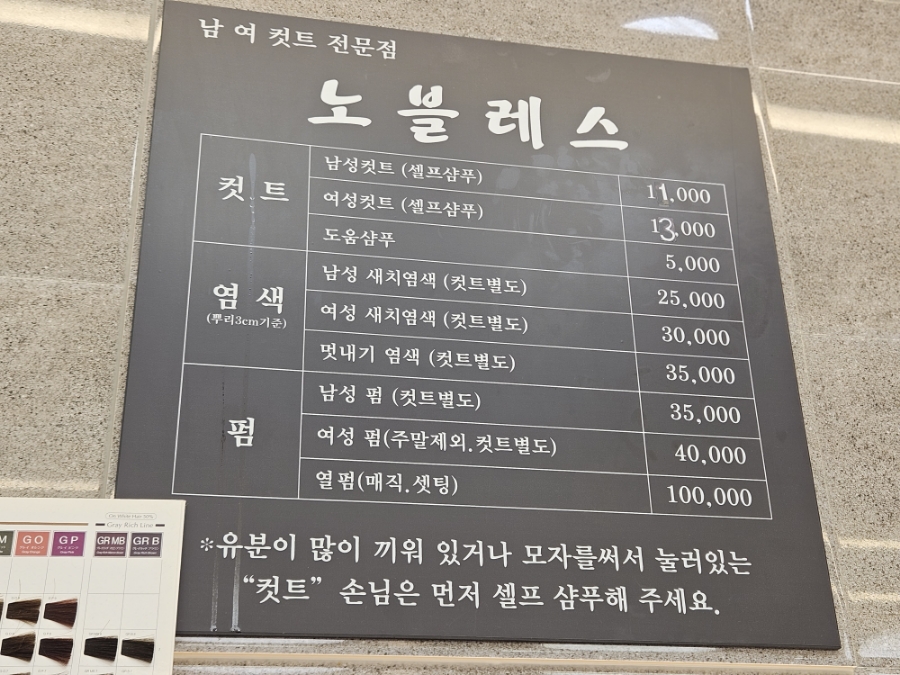 남 여 컷트 전문점
노블레스
컷트
남성컷트 (셀프샴푸) 11,000
여성컷트 (셀프샴푸) 13,000
도움샴푸 5,000
염색
(뿌리3cm기준)
남성 새치염색 (컷트별도) 25,000
여성 새치염색 (컷트별도) 30,000
멋내기 염색 (컷트별도) 35,000
펌
남성 펌 (컷트별도) 35,000
여성 펌(주말제외.컷트별도) 40,000
열펌(매직.셋팅) 100,000
※유분이 많이 끼워 있거나 모자를써서 눌러있는
“컷트” 손님은 먼저 셀프 샴푸해 주세요.
Gray Rich Line
GO GP GR MB GR B